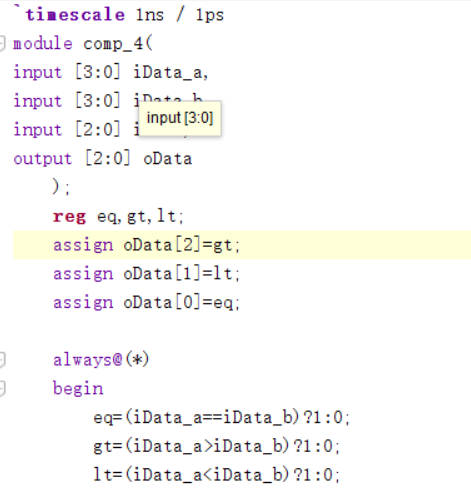 `timescale 1ns / 1ps
module comp_4(
input [3:0] iData_a,
input [3:0]
input [3:0]
input [2:0]
output [2:0] oData
);
reg eq,gt,lt;
assign oData[2]=gt;
assign oData[1]=lt;
assign oData[0]=eq;
always@(*)
begin
eq=(iData_a==iData_b)?1:0;
gt=(iData_a>iData_b)?1:0;
lt=(iData_a<iData_b)?1:0;